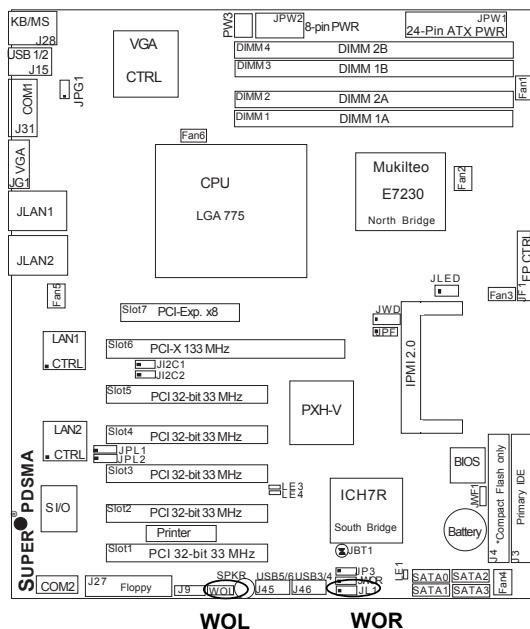 KB/MS
J28
USB 1/2
J15
JPG1
COM1
J31
VGA
JG1
JLAN1
JLAN2
Fan5
VGA
CTRL
PW3
JPW2
8-pin PWR
JPW1
24-Pin ATX PWR
DIMM 4 DIMM 2B
DIMM 3 DIMM 1B
DIMM 2 DIMM 2A
DIMM 1 DIMM 1A
Fan1
Fan6
CPU
LGA 775
Mukilteo
E7230
North Bridge
Fan2
FP CTRL
JF1
JLED
Fan3
JWD
JPF
IPMI 2.0
Slot7 PCI-Exp. x8
LAN1
CTRL
Slot6 PCI-X 133 MHz
JI2C1
JI2C2
Slot5 PCI 32-bit 33 MHz
PXH-V
LAN2
CTRL
Slot4 PCI 32-bit 33 MHz
JPL1
JPL2
Slot3 PCI 32-bit 33 MHz
LE3
LE4
ICH7R
South Bridge
BIOS
JWF1
J4 *Compact Flash only
J3 Primary IDE
S I/O
Slot2 PCI 32-bit 33 MHz
Printer
Battery
Slot1 PCI 32-bit 33 MHz
JBT1
SUPER ® PDSMA
COM2
J27
Floppy
J9
SPKR
WOL
USB5/6
J45
USB3/4
J46
JP3
JWOR
JL1
LE1
SATA0
SATA1
SATA2
SATA3
Fan4
WOL
WOR